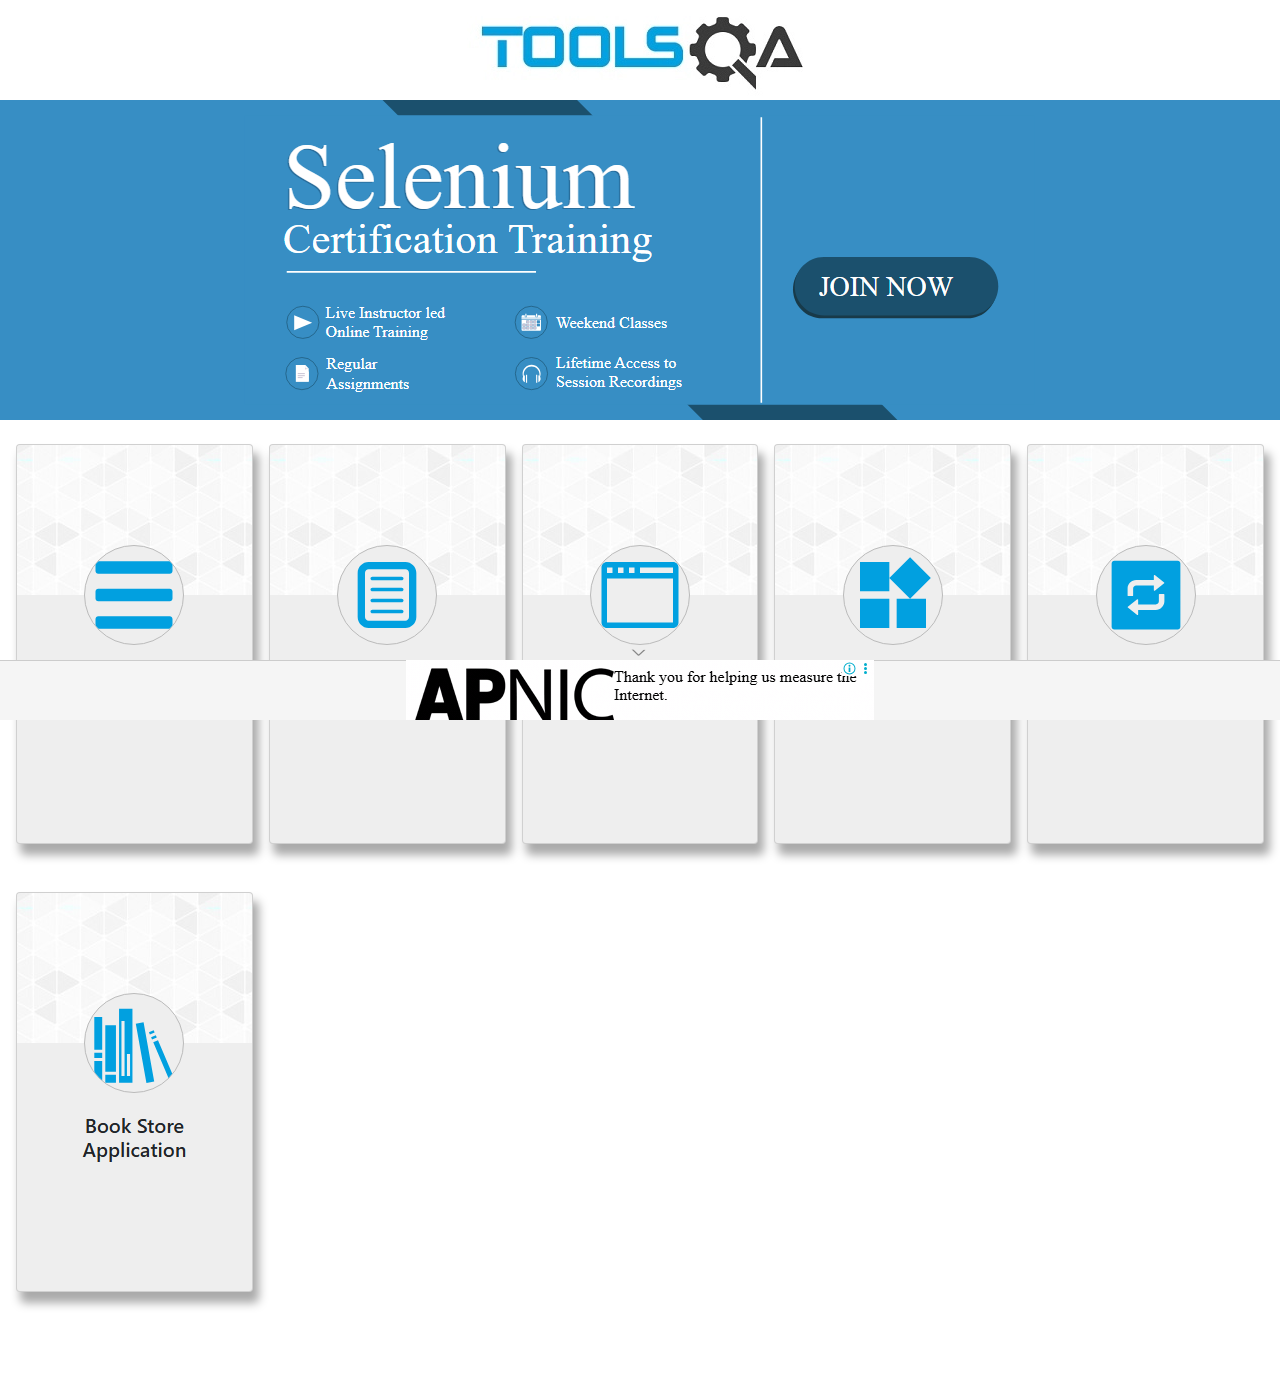 TOOLSQA
Selenium
Certification Training
JOIN NOW
Live Instructor led
Online Training
Weekend Classes
Regular
Assignments
Lifetime Access to
Session Recordings
APNIC
Thank you for helping us measure the
Internet.
Book Store
Application